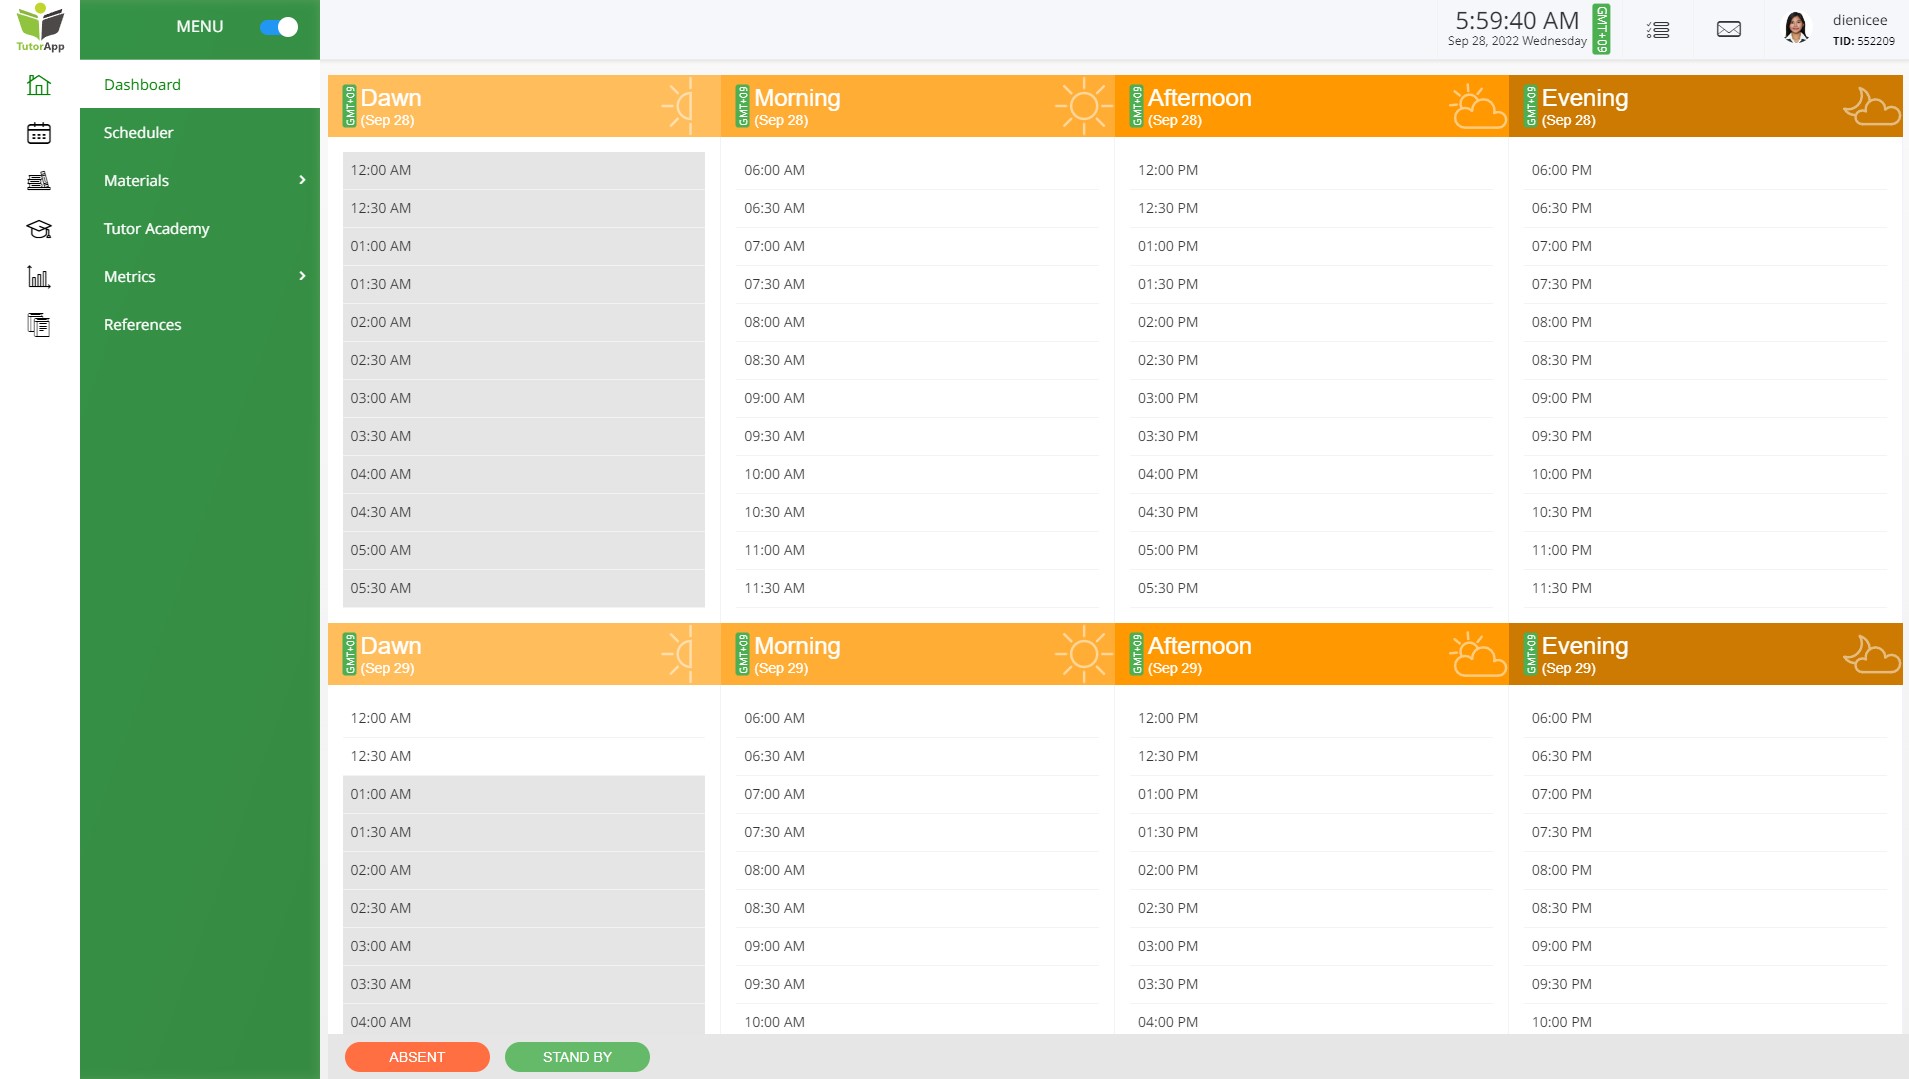 TutorApp
MENU
5:59:40 AM
Sep 28, 2022 Wednesday
GMT+09
dienicee
TID: 552209
Dashboard
Scheduler
Materials
Tutor Academy
Metrics
References
GMT+09
Dawn
(Sep 28)
12:00 AM
12:30 AM
01:00 AM
01:30 AM
02:00 AM
02:30 AM
03:00 AM
03:30 AM
04:00 AM
04:30 AM
05:00 AM
05:30 AM
GMT+09
Morning
(Sep 28)
06:00 AM
06:30 AM
07:00 AM
07:30 AM
08:00 AM
08:30 AM
09:00 AM
09:30 AM
10:00 AM
10:30 AM
11:00 AM
11:30 AM
GMT+09
Afternoon
(Sep 28)
12:00 PM
12:30 PM
01:00 PM
01:30 PM
02:00 PM
02:30 PM
03:00 PM
03:30 PM
04:00 PM
04:30 PM
05:00 PM
05:30 PM
GMT+09
Evening
(Sep 28)
06:00 PM
06:30 PM
07:00 PM
07:30 PM
08:00 PM
08:30 PM
09:00 PM
09:30 PM
10:00 PM
10:30 PM
11:00 PM
11:30 PM
GMT+09
Dawn
(Sep 29)
12:00 AM
12:30 AM
01:00 AM
01:30 AM
02:00 AM
02:30 AM
03:00 AM
03:30 AM
04:00 AM
GMT+09
Morning
(Sep 29)
06:00 AM
06:30 AM
07:00 AM
07:30 AM
08:00 AM
08:30 AM
09:00 AM
09:30 AM
10:00 AM
GMT+09
Afternoon
(Sep 29)
12:00 PM
12:30 PM
01:00 PM
01:30 PM
02:00 PM
02:30 PM
03:00 PM
03:30 PM
04:00 PM
GMT+09
Evening
(Sep 29)
06:00 PM
06:30 PM
07:00 PM
07:30 PM
08:00 PM
08:30 PM
09:00 PM
09:30 PM
10:00 PM
ABSENT
STAND BY